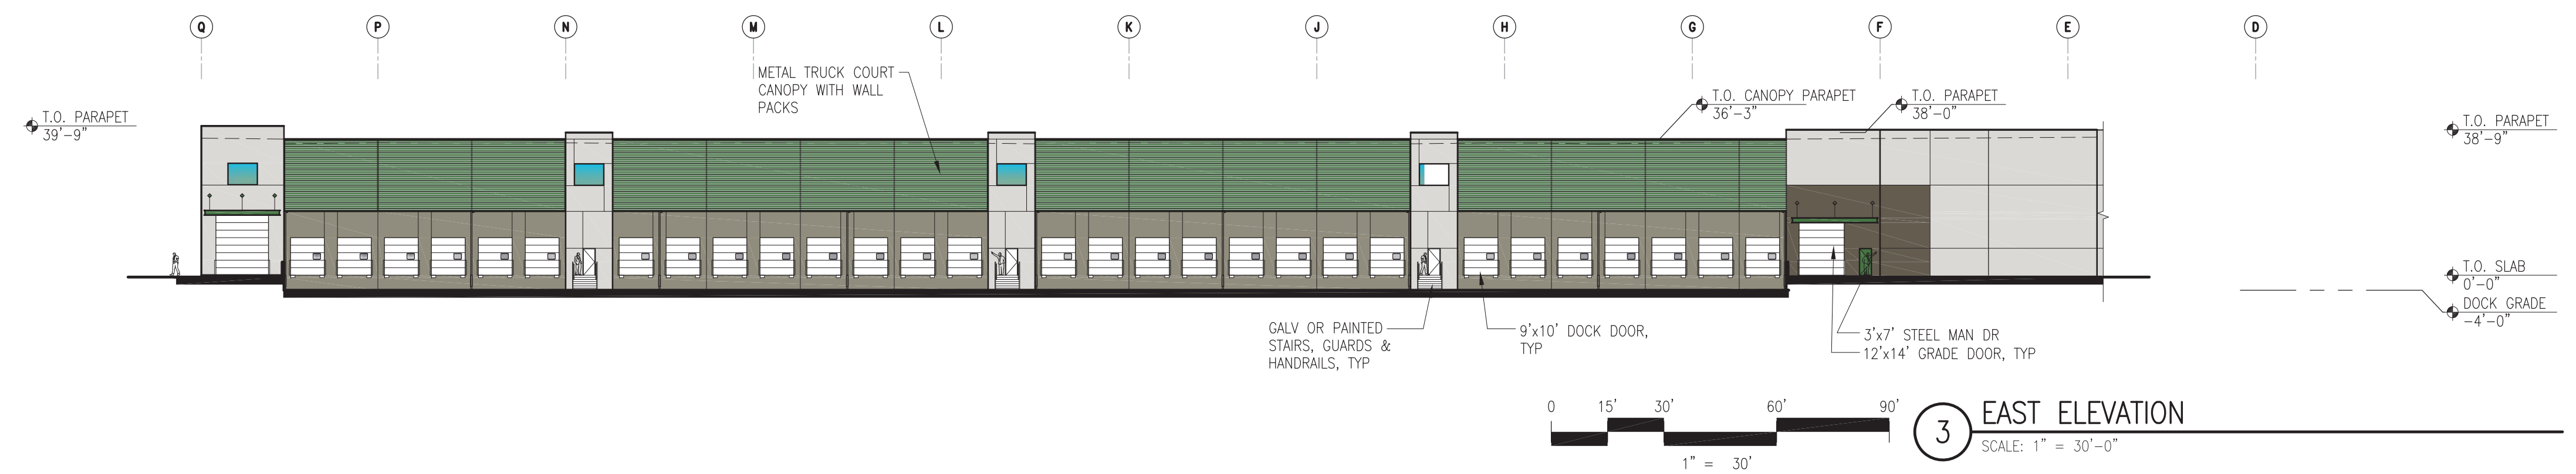 Q P N M L K J H G F E D
METAL TRUCK COURT
CANOPY WITH WALL
PACKS
T.O. CANOPY PARAPET
36'-3"
T.O. PARAPET
38'-0"
T.O. PARAPET
39'-9"
T.O. PARAPET
38'-9"
T.O. SLAB
0'-0"
DOCK GRADE
-4'-0"
GALV OR PAINTED
STAIRS, GUARDS &
HANDRAILS, TYP
9'x10' DOCK DOOR,
TYP
3'x7' STEEL MAN DR
12'x14' GRADE DOOR, TYP
0 15' 30' 60' 90'
1" = 30'
3 EAST ELEVATION
SCALE: 1" = 30'-0"